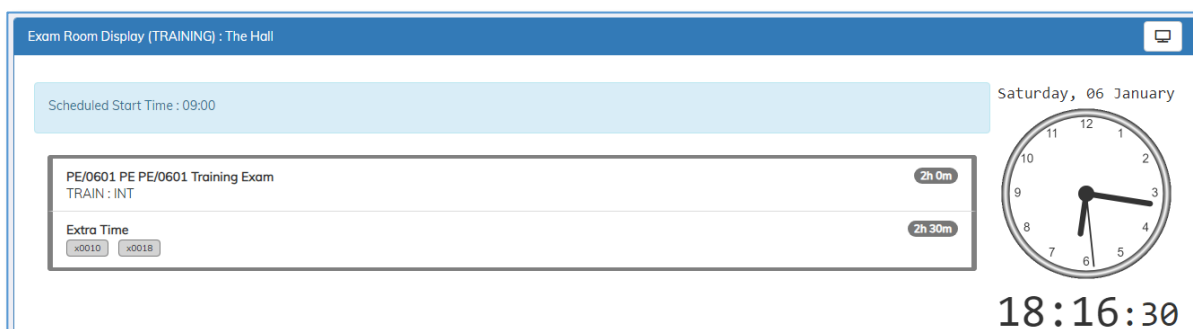 Exam Room Display (TRAINING) : The Hall
Scheduled Start Time : 09:00
PE/0601 PE PE/0601 Training Exam
2h 0m
TRAIN : INT
Extra Time
2h 30m
x0010 x0018
Saturday, 06 January
12
1
2
3
4
5
6
7
8
9
10
11
18:16:30